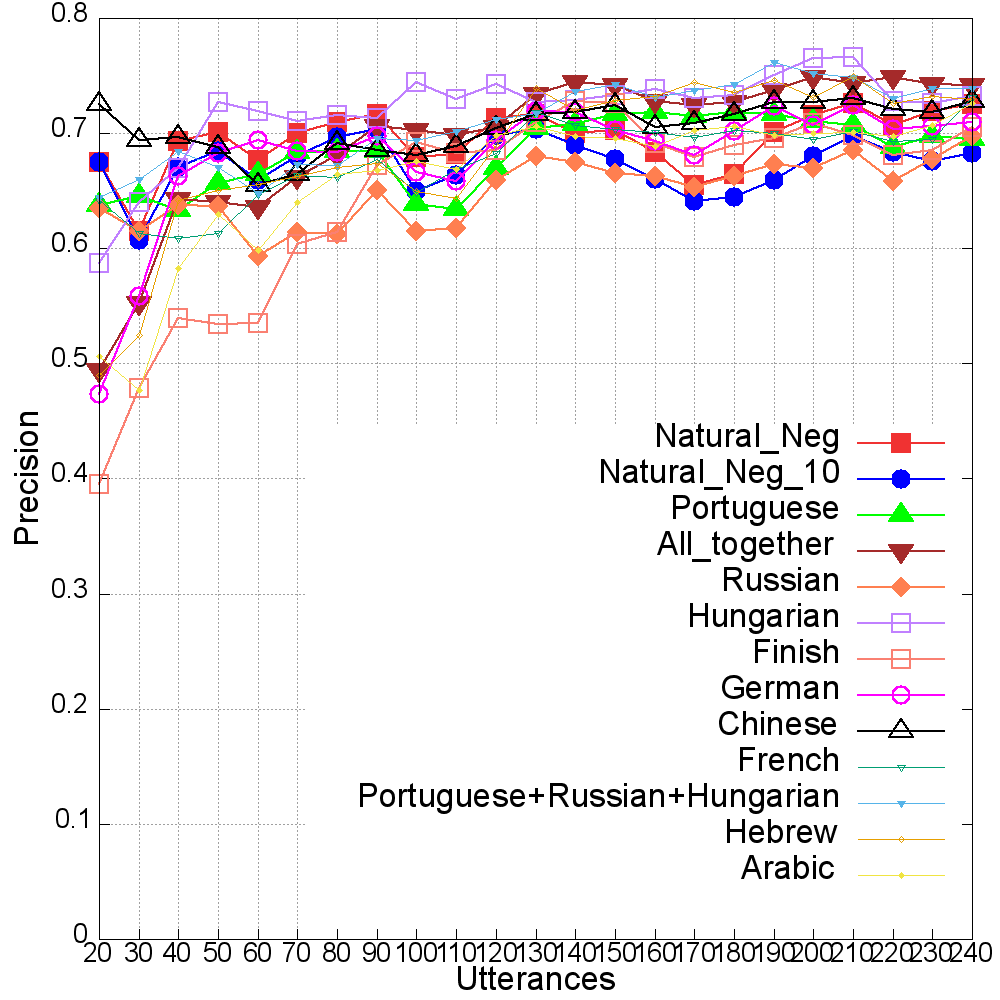 0.8
0.7
0.6
0.5
0.4
0.3
0.2
0.1
0
Precision
Natural_Neg
Natural_Neg_10
Portuguese
All_together
Russian
Hungarian
Finish
German
Chinese
French
Portuguese+Russian+Hungarian
Hebrew
Arabic
20 30 40 50 60 70 80 90 100 110 120 130 140 150 160 170 180 190 200 210 220 230 240
Utterances